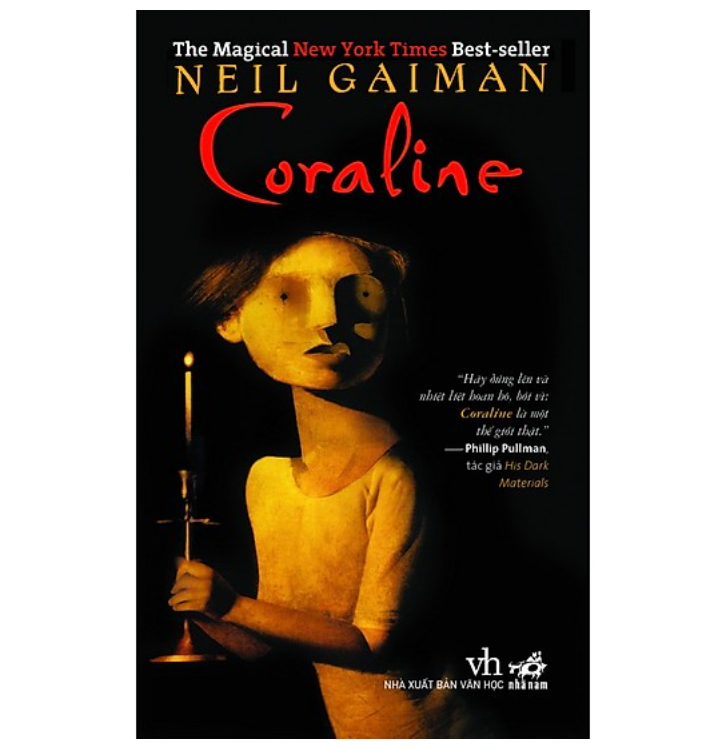 The Magical New York Times Best-seller
NEIL GAIMAN
Coraline
“Hãy đứng lên và
nhiệt liệt hoan hô, bởi vì:
Coraline là một
thế giới thật.”
— Phillip Pullman,
tác giả His Dark
Materials
vh
NHÀ XUẤT BẢN VĂN HỌC nhã nam